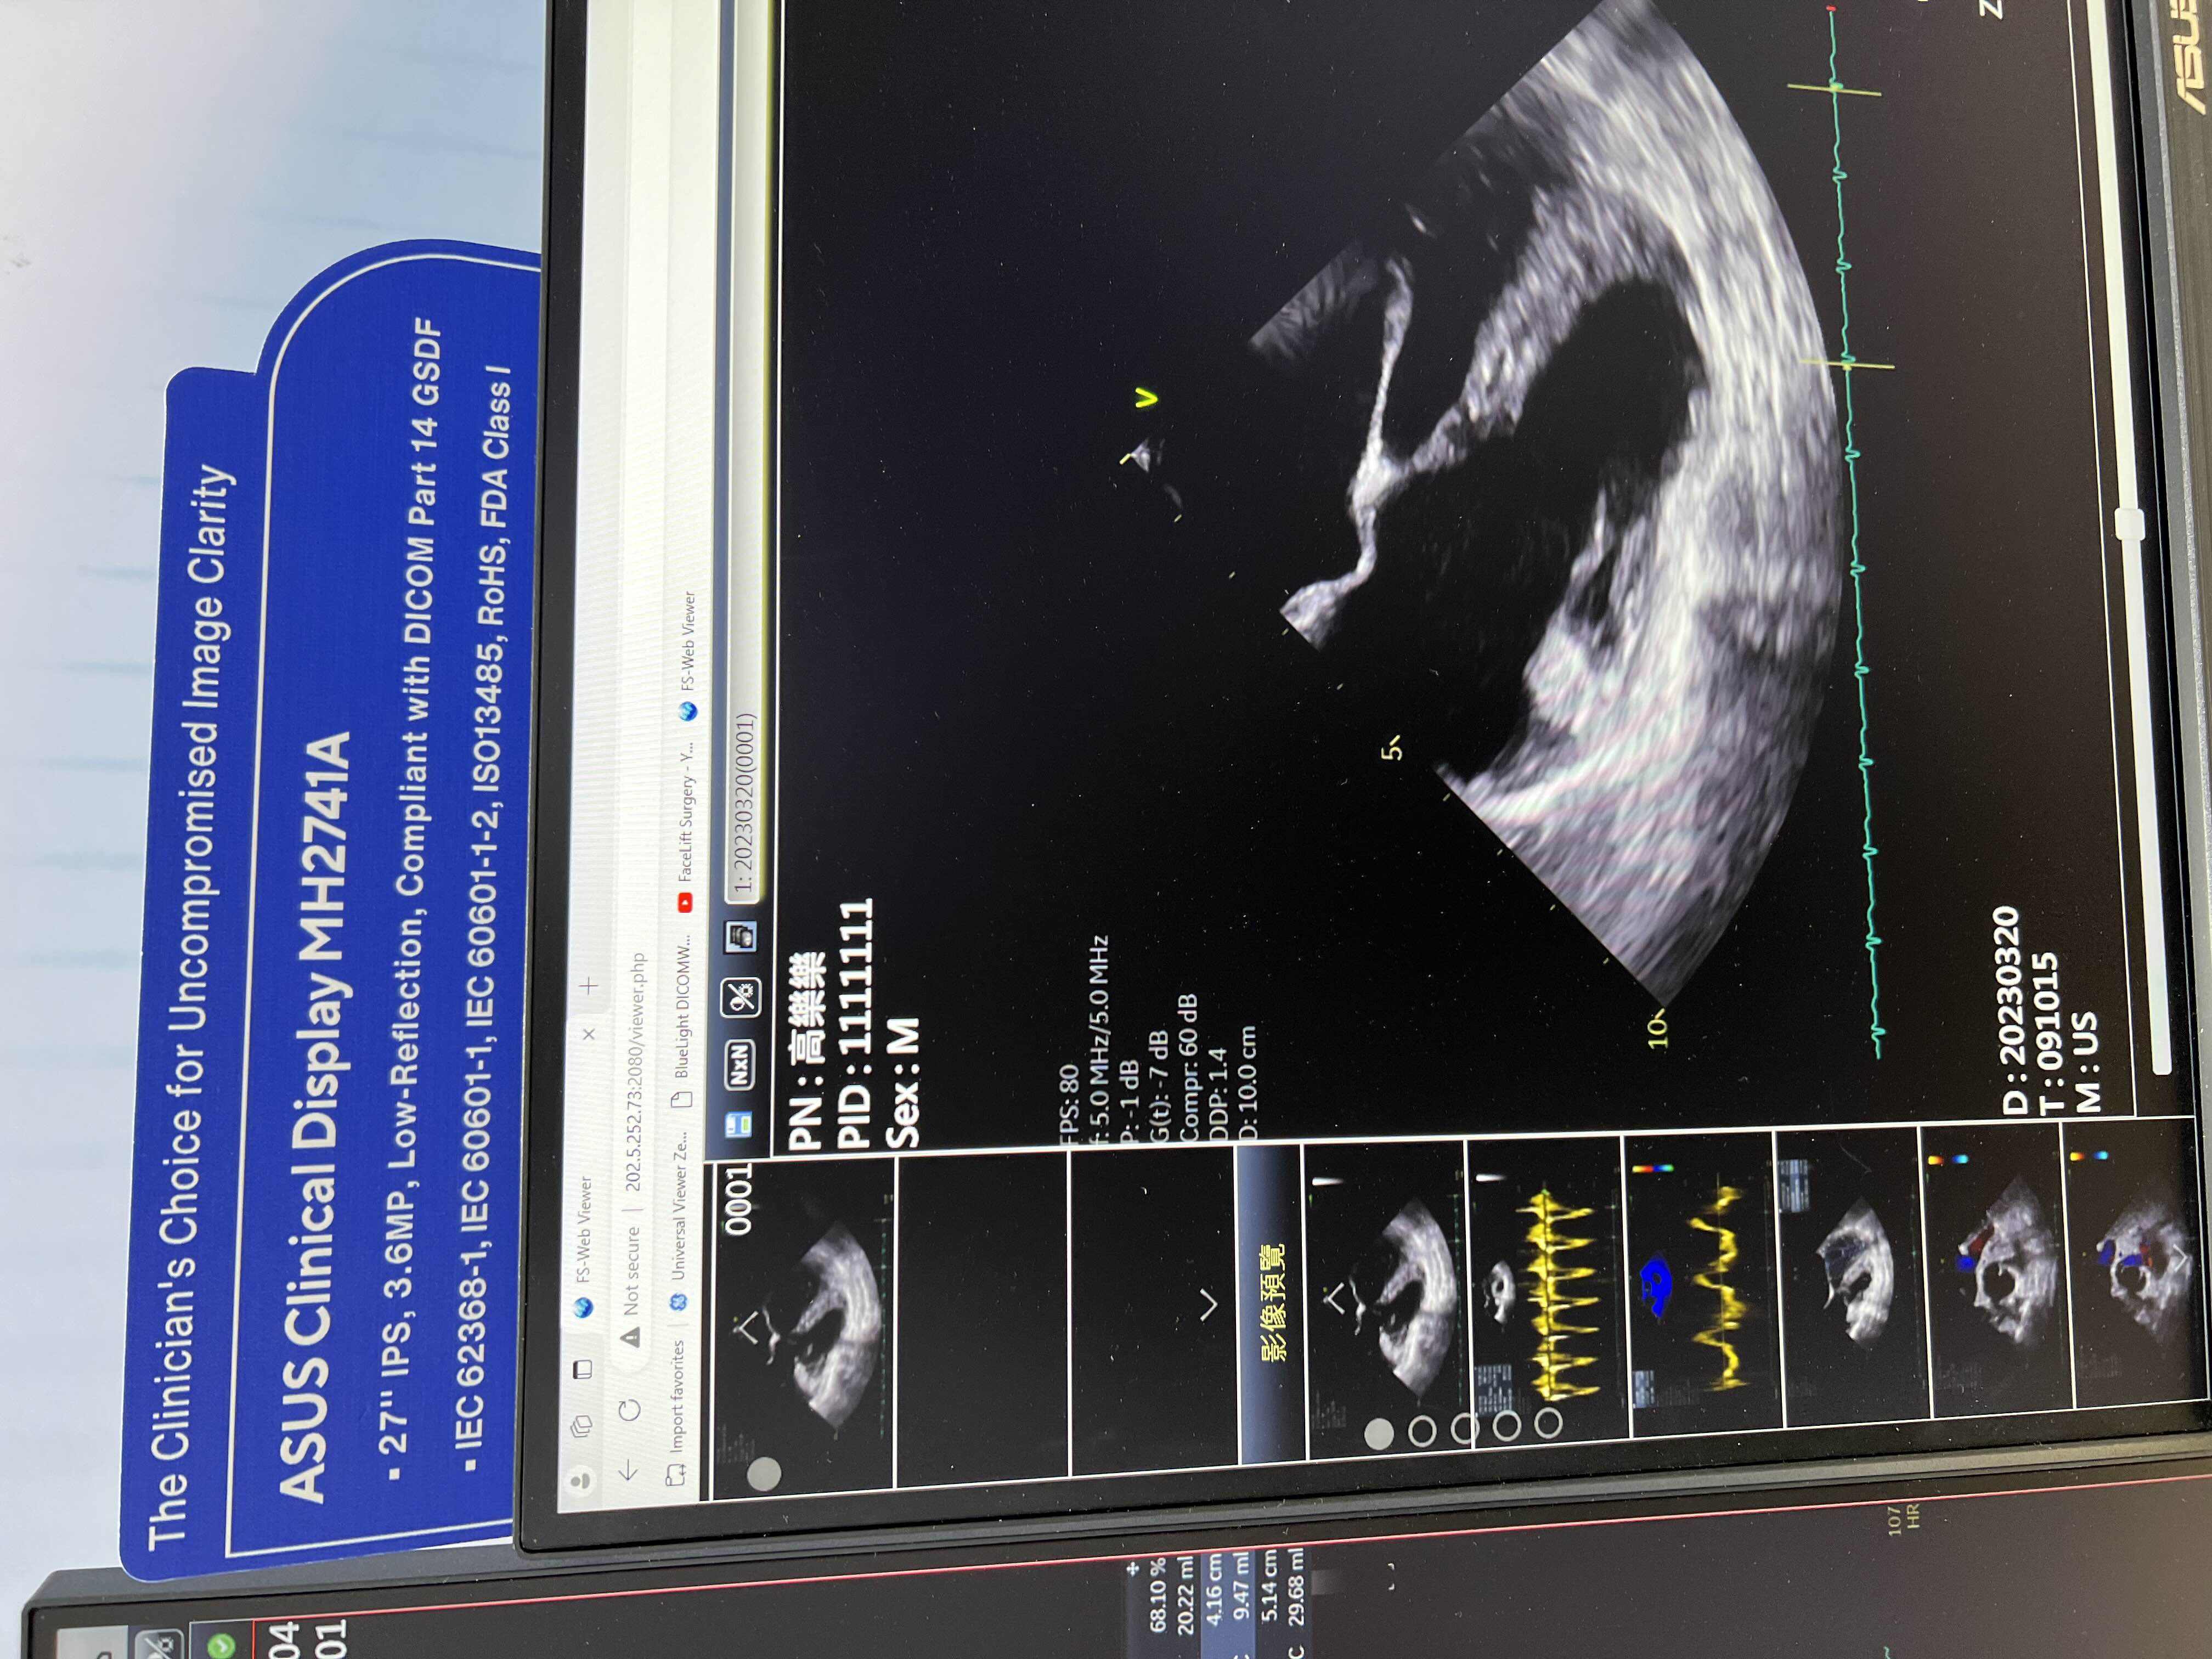 The Clinician's Choice for Uncompromised Image Clarity
ASUS Clinical Display MH2741A
▪ 27" IPS, 3.6MP, Low-Reflection, Compliant with DICOM Part 14 GSDF
▪ IEC 62368-1, IEC 60601-1, IEC 60601-1-2, ISO13485, RoHS, FDA Class I
04
01
FS-Web Viewer
Not secure | 202.5.252.73:2080/viewer.php
Import favorites
Universal Viewer Ze...
BlueLight DICOMW...
FaceLift Surgery - Y...
FS-Web Viewer
0001
NxN
1: 20230320(0001)
PN : 高樂樂
PID : 1111111
Sex : M
FPS: 80
f: 5.0 MHz/5.0 MHz
P: -1 dB
G(t): -7 dB
Compr: 60 dB
DDP: 1.4
D: 10.0 cm
V
5
10
68.10 %
20.22 ml
4.16 cm
9.47 ml
5.14 cm
C 29.68 ml
影像預覽
107
HR
D : 20230320
T : 091015
M : US
Z
ASUS